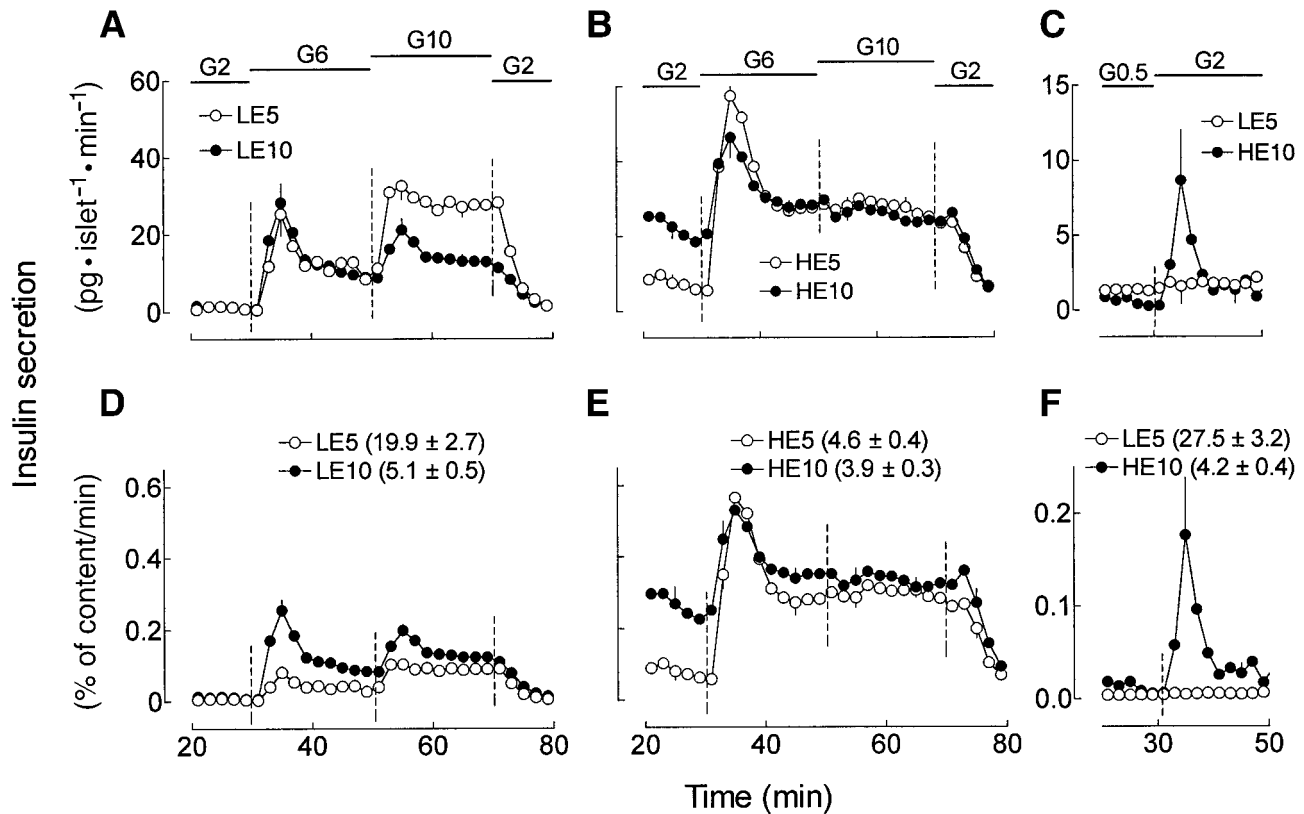 A
G2
G6
G10
G2
60
40
20
0
LE5
LE10
B
G2
G6
G10
G2
HE5
HE10
C
G0.5
G2
15
10
5
0
LE5
HE10
Insulin secretion
(pg•islet⁻¹•min⁻¹)
D
LE5 (19.9 ± 2.7)
LE10 (5.1 ± 0.5)
0.6
0.4
0.2
0
(% of content/min)
20
40
60
80
E
HE5 (4.6 ± 0.4)
HE10 (3.9 ± 0.3)
20
40
60
80
F
LE5 (27.5 ± 3.2)
HE10 (4.2 ± 0.4)
0.2
0.1
0.0
30
50
Time (min)